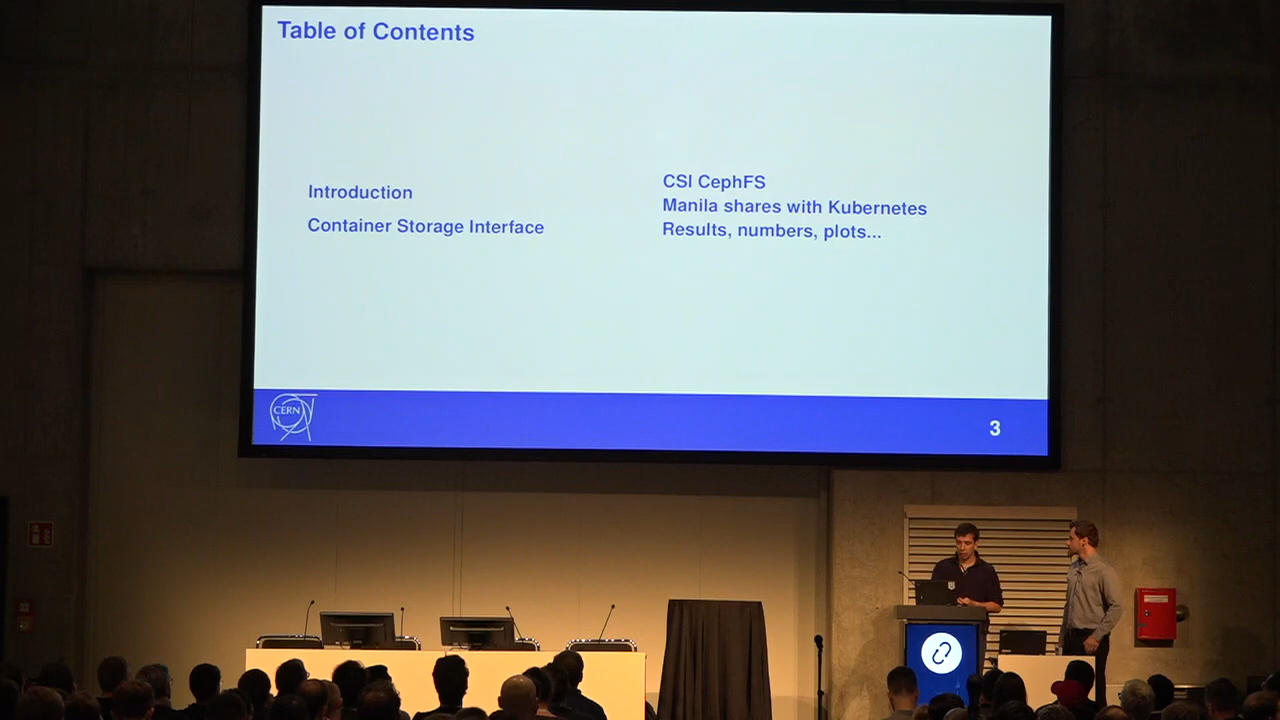 Table of Contents
Introduction
Container Storage Interface
CSI CephFS
Manila shares with Kubernetes
Results, numbers, plots...
CERN
3